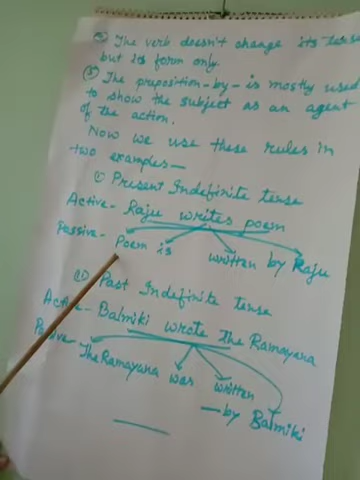 ④ The verb doesn't change its tense
but its form only.
⑤ The preposition - by - is mostly used
to show the subject as an agent
of the action.
Now we use these rules in
two examples—
① Present Indefinite tense
Active - Raju writes poem
Passive - Poem is written by Raju
② Past Indefinite tense
Active - Balmiki wrote the Ramayana
Passive - The Ramayana was written
— by Balmiki